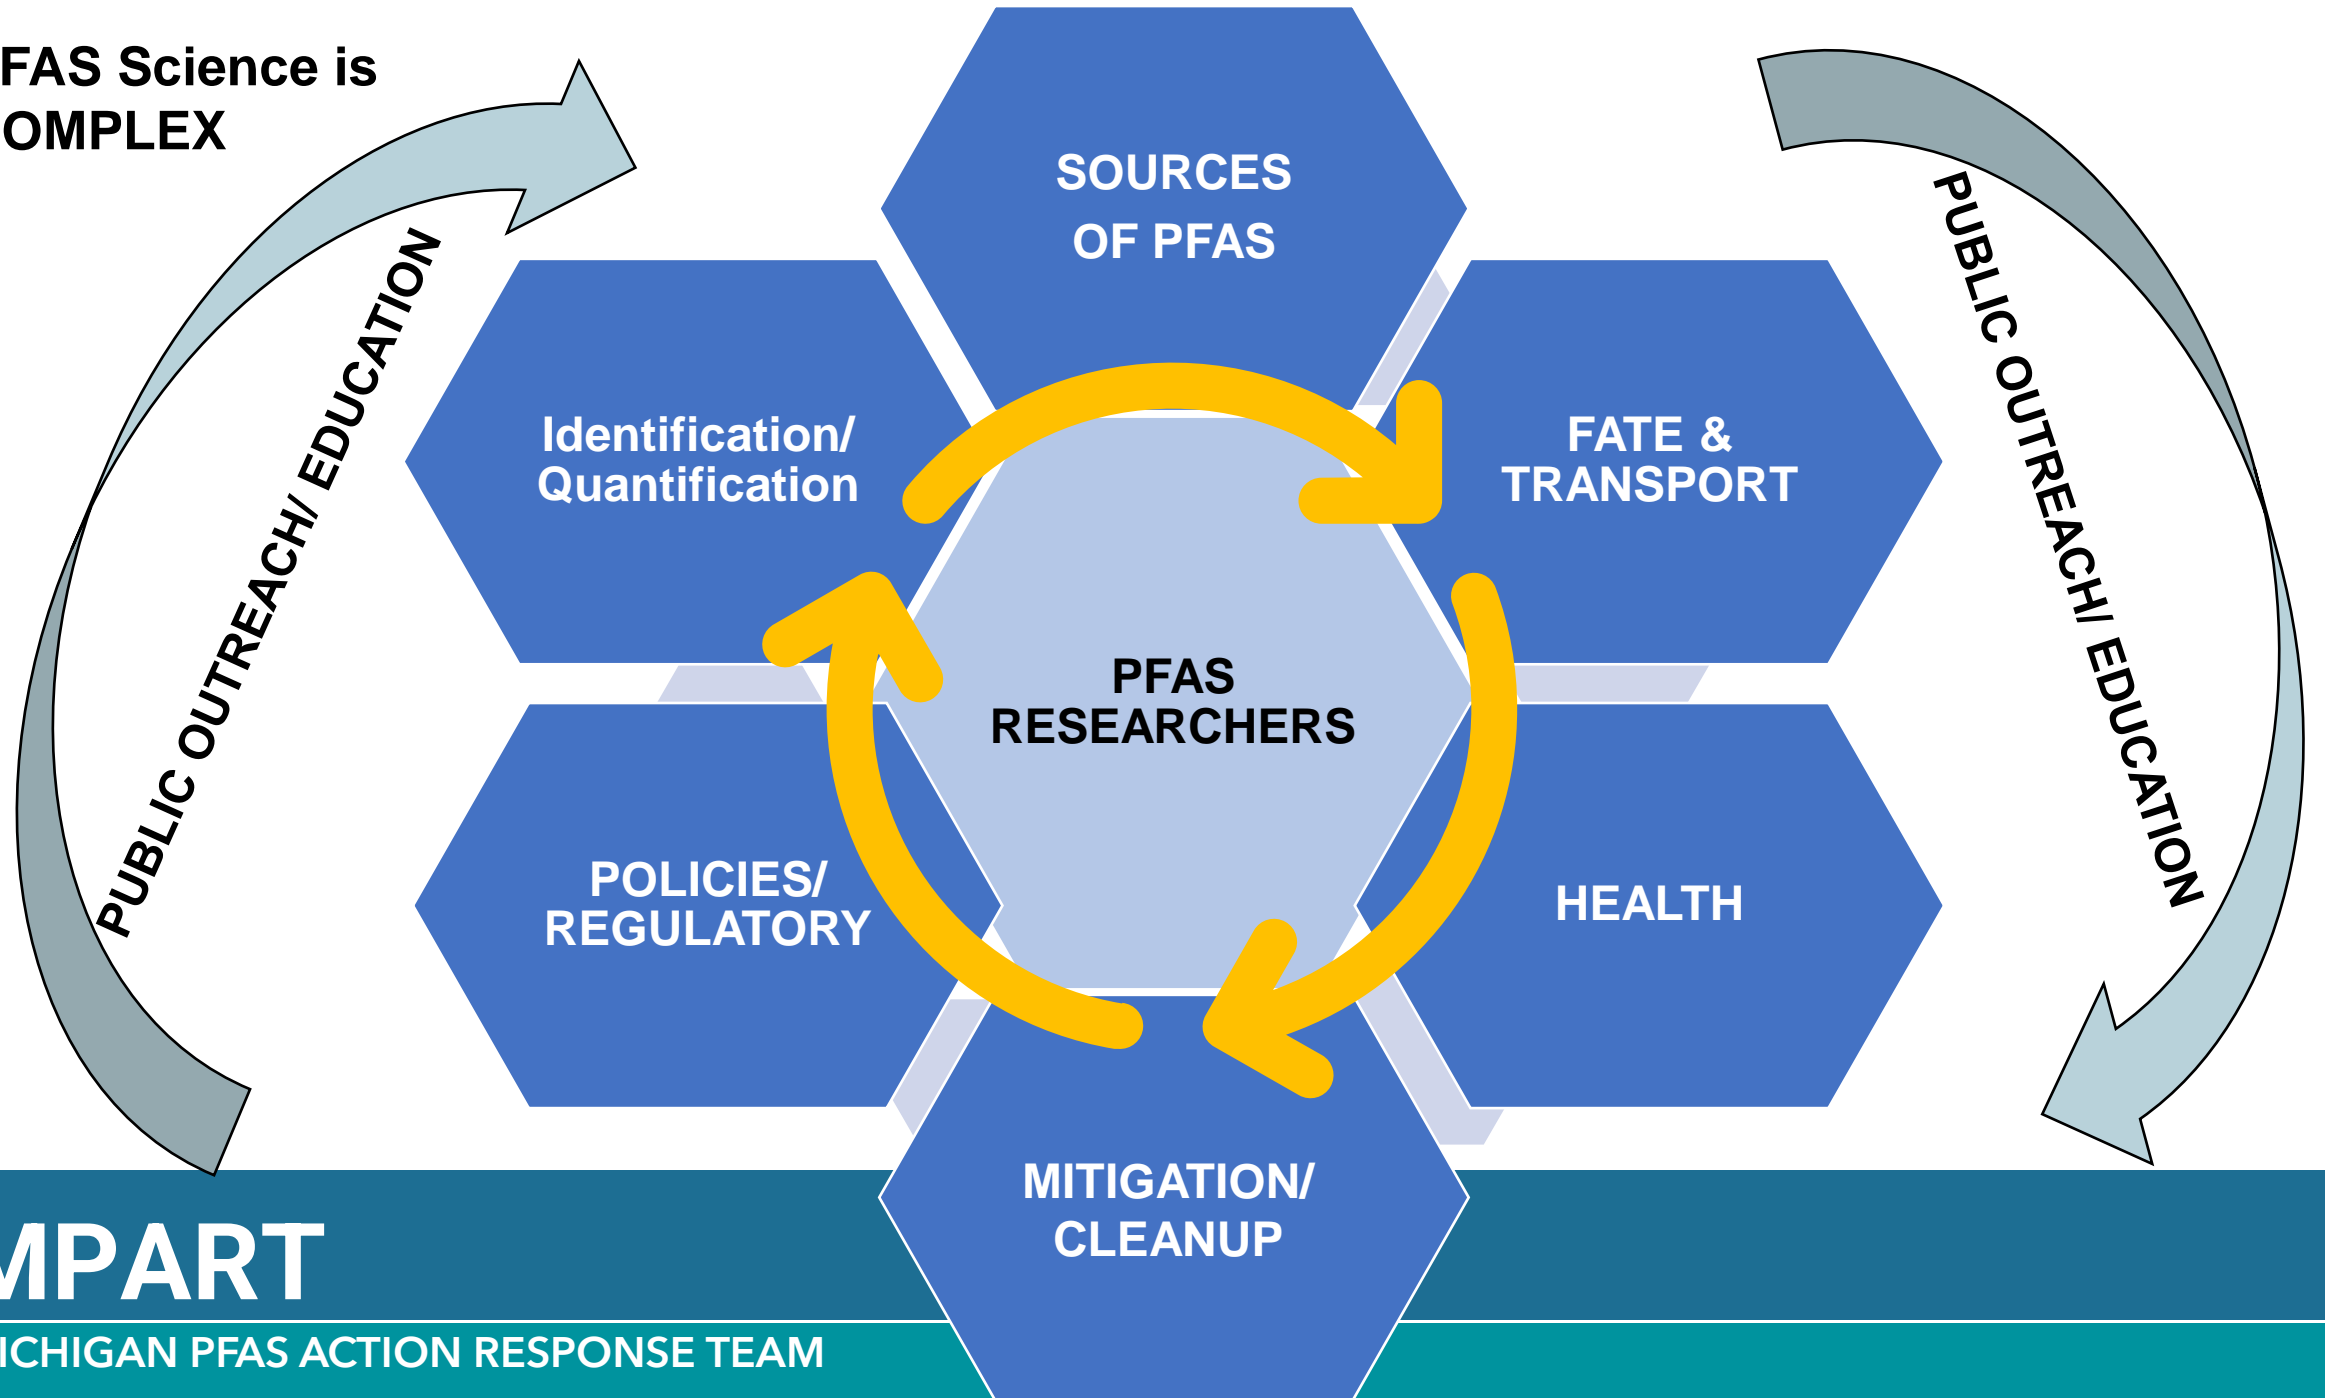 FAS Science is
OMPLEX
SOURCES
OF PFAS
Identification/
Quantification
FATE &
TRANSPORT
PFAS
RESEARCHERS
POLICIES/
REGULATORY
HEALTH
MITIGATION/
CLEANUP
PUBLIC OUTREACH/ EDUCATION
PUBLIC OUTREACH/ EDUCATION
MPART
ICHIGAN PFAS ACTION RESPONSE TEAM